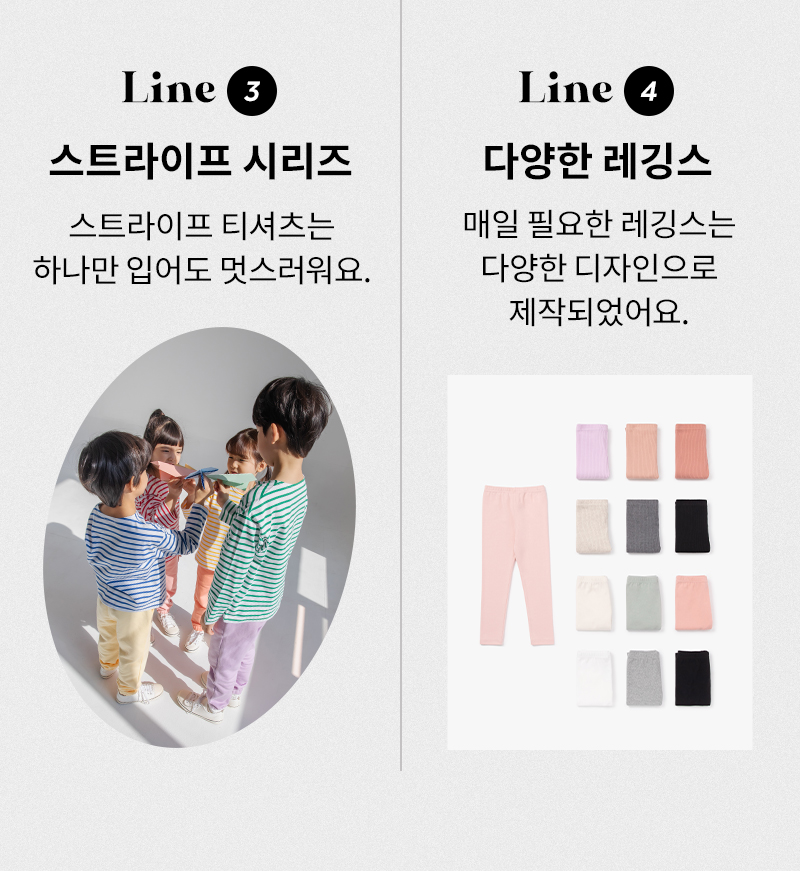 Line 3
스트라이프 시리즈
스트라이프 티셔츠는
하나만 입어도 멋스러워요.
Line 4
다양한 레깅스
매일 필요한 레깅스는
다양한 디자인으로
제작되었어요.